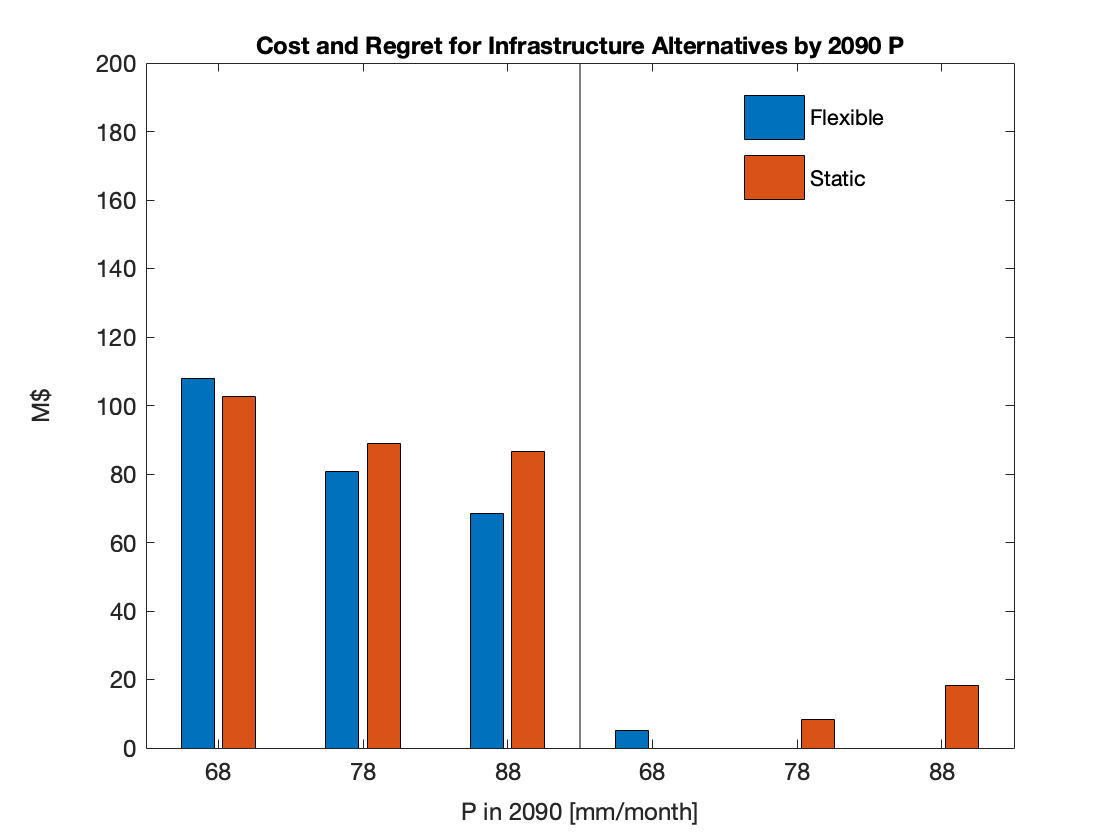 Cost and Regret for Infrastructure Alternatives by 2090 P
200
180
160
140
120
100
80
60
40
20
0
M$
Flexible
Static
68 78 88 68 78 88
P in 2090 [mm/month]